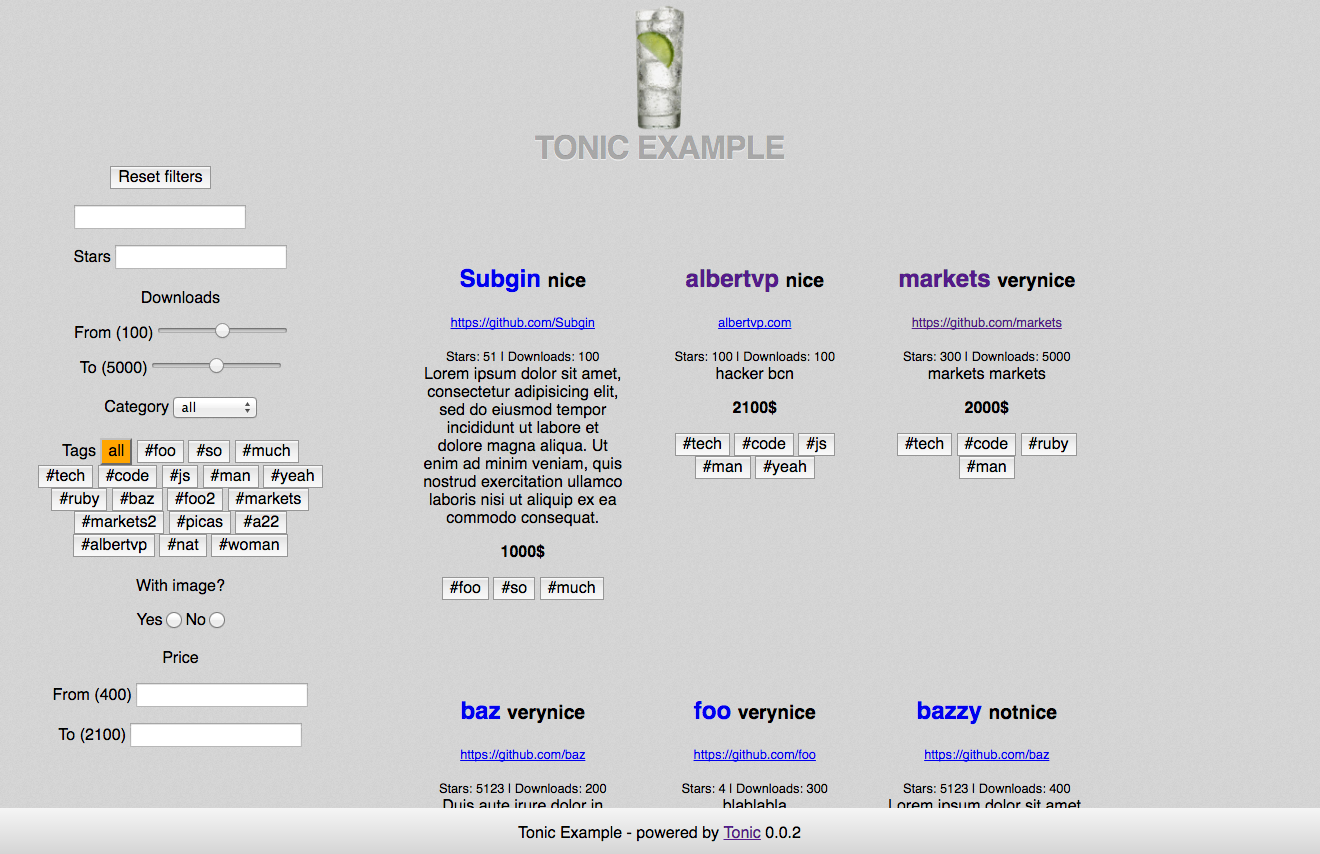 TONIC EXAMPLE
Reset filters
Stars
Downloads
From (100)
To (5000)
Category all
Tags all #foo #so #much
#tech #code #js #man #yeah
#ruby #baz #foo2 #markets
#markets2 #picas #a22
#albertvp #nat #woman
With image?
Yes No
Price
From (400)
To (2100)
Subgin nice
https://github.com/Subgin
Stars: 51 | Downloads: 100
Lorem ipsum dolor sit amet,
consectetur adipisicing elit,
sed do eiusmod tempor
incididunt ut labore et
dolore magna aliqua. Ut
enim ad minim veniam, quis
nostrud exercitation ullamco
laboris nisi ut aliquip ex ea
commodo consequat.
1000$
#foo #so #much
albertvp nice
albertvp.com
Stars: 100 | Downloads: 100
hacker bcn
2100$
#tech #code #js
#man #yeah
markets verynice
https://github.com/markets
Stars: 300 | Downloads: 5000
markets markets
2000$
#tech #code #ruby
#man
baz verynice
https://github.com/baz
Stars: 5123 | Downloads: 200
Duis aute irure dolor in
foo verynice
https://github.com/foo
Stars: 4 | Downloads: 300
blablabla
bazzy notnice
https://github.com/baz
Stars: 5123 | Downloads: 400
Lorem ipsum dolor sit amet
Tonic Example - powered by Tonic 0.0.2